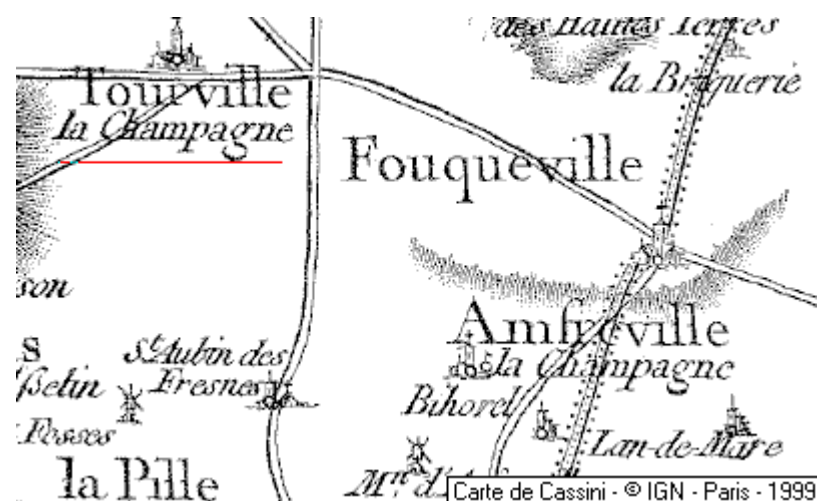 des Hautes Terres
la Briquerie
Tourville
la Champagne
Fouqueville
son
Amfreville
la Champagne
St. Aubin des
Fresnes
Bihorel
Fosses
Lan-de-Mare
la Pille
Carte de Cassini - © IGN - Paris - 1999